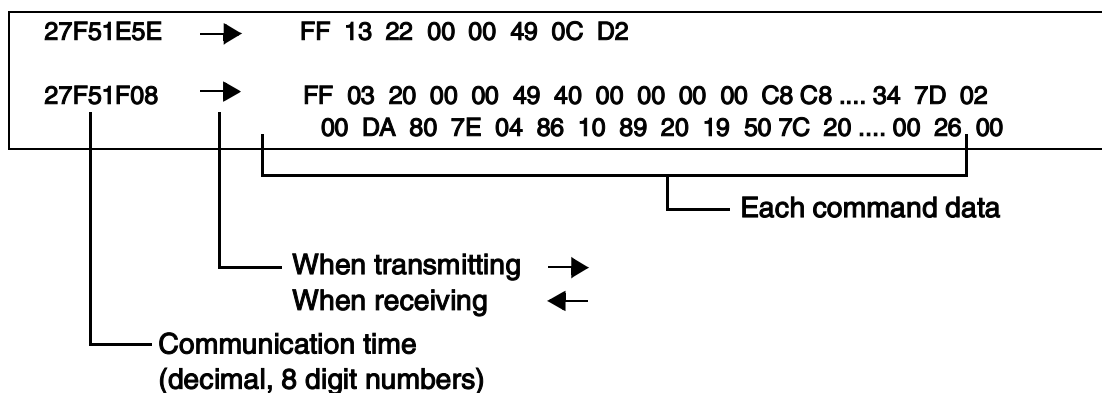 27F51E5E → FF 13 22 00 00 49 0C D2
27F51F08 → FF 03 20 00 00 49 40 00 00 00 00 C8 C8 .... 34 7D 02
00 DA 80 7E 04 86 10 89 20 19 50 7C 20 .... 00 26 00
Each command data
When transmitting →
When receiving ←
Communication time
(decimal, 8 digit numbers)